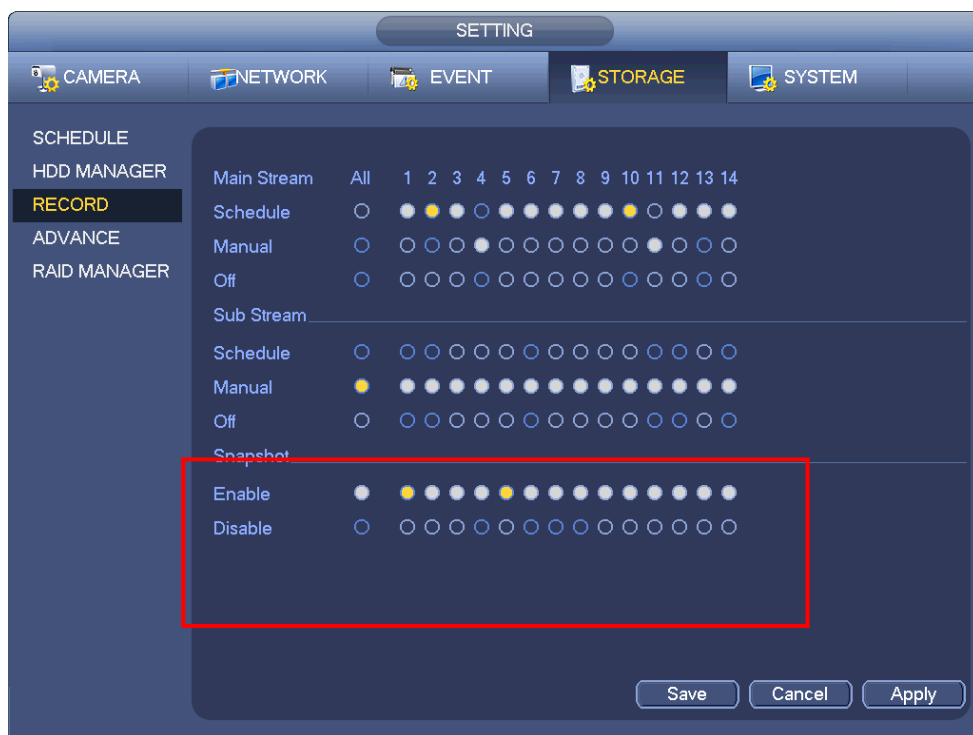 SETTING
CAMERA NETWORK EVENT STORAGE SYSTEM
SCHEDULE
HDD MANAGER
RECORD
ADVANCE
RAID MANAGER
Main Stream All 1 2 3 4 5 6 7 8 9 10 11 12 13 14
Schedule
Manual
Off
Sub Stream
Schedule
Manual
Off
Snapshot
Enable
Disable
Save Cancel Apply